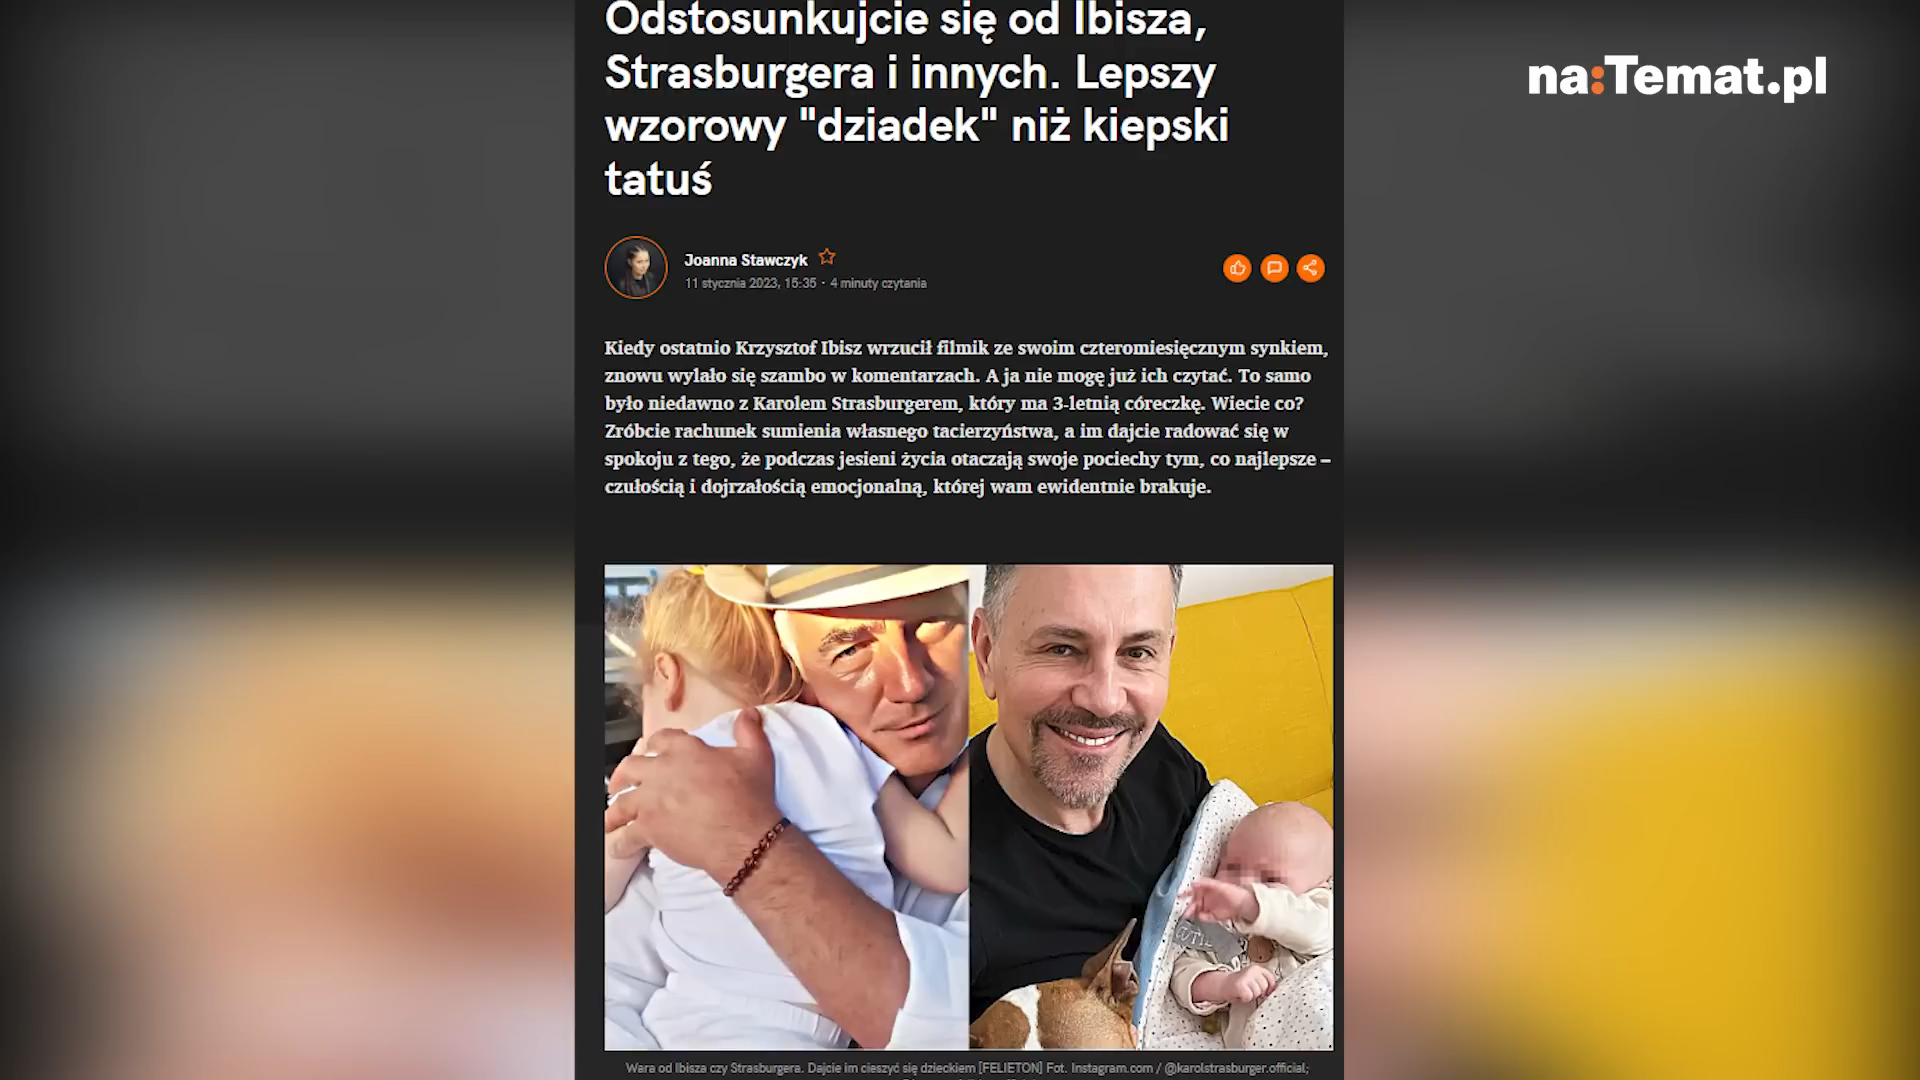 Odstosunkujcie się od Ibisza,
Strasburgera i innych. Lepszy
wzorowy "dziadek" niż kiepski
tatuś
na:Temat.pl
Joanna Stawczyk
11 stycznia 2023, 15:35 · 4 minuty czytania
Kiedy ostatnio Krzysztof Ibisz wrzucił filmik ze swoim czteromiesięcznym synkiem,
znowu wylało się szambo w komentarzach. A ja nie mogę już ich czytać. To samo
było niedawno z Karolem Strasburgerem, który ma 3-letnią córeczkę. Wiecie co?
Zróbcie rachunek sumienia własnego tacierzyństwa, a im dajcie radować się w
spokoju z tego, że podczas jesieni życia otaczają swoje pociechy tym, co najlepsze –
czułością i dojrzałością emocjonalną, której wam ewidentnie brakuje.
Wara od Ibisza czy Strasburgera. Dajcie im cieszyć się dzieckiem [FELIETON] Fot. Instagram.com / @karolstrasburger.official;